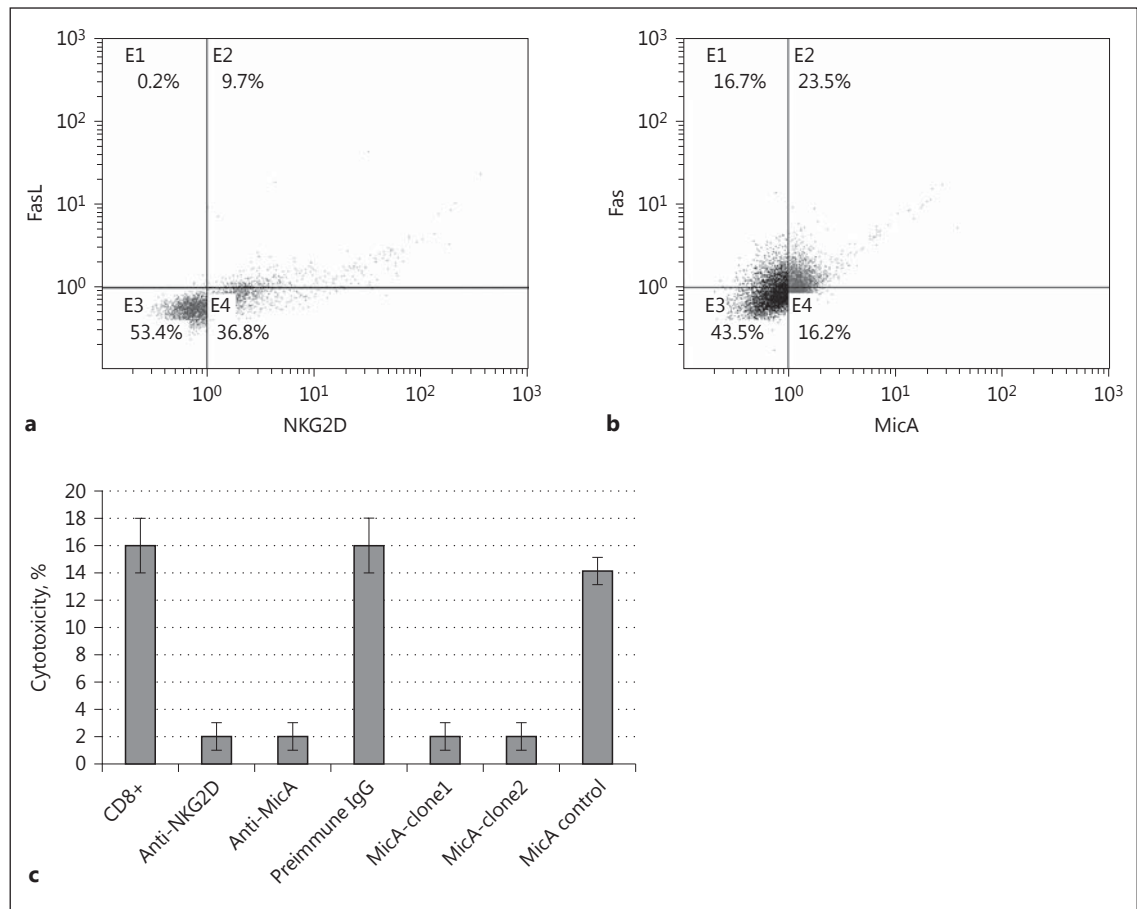 10³
10²
10¹
10⁰
FasL
E1
0.2%
E2
9.7%
E3
53.4%
E4
36.8%
10⁰ 10¹ 10² 10³
NKG2D
a
10³
10²
10¹
10⁰
Fas
E1
16.7%
E2
23.5%
E3
43.5%
E4
16.2%
10⁰ 10¹ 10² 10³
MicA
b
20
18
16
14
12
10
8
6
4
2
0
Cytotoxicity, %
CD8+
Anti-NKG2D
Anti-MicA
Preimmune IgG
MicA-clone1
MicA-clone2
MicA control
c